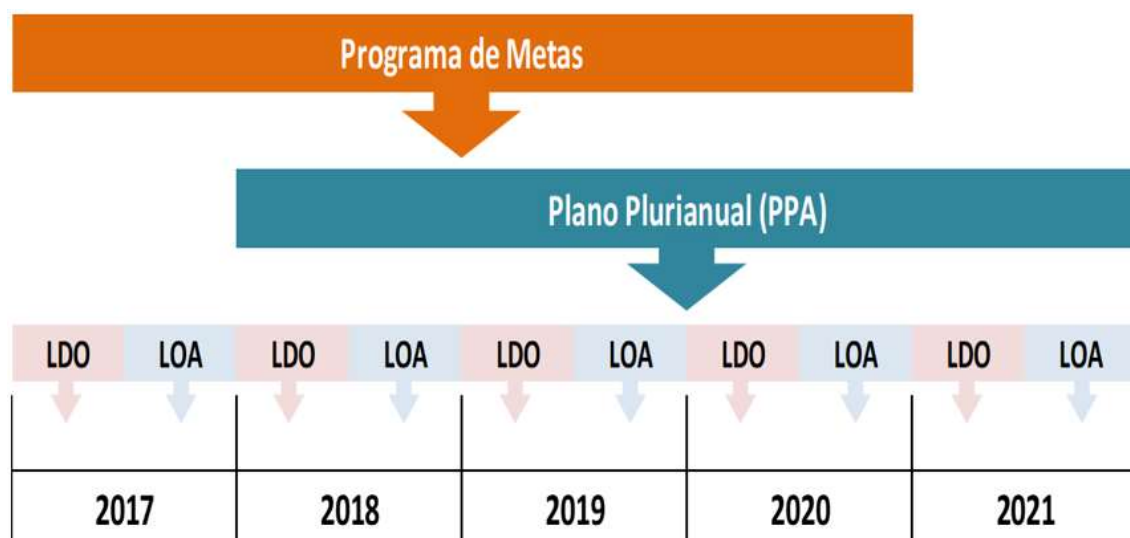 Programa de Metas
Plano Plurianual (PPA)
LDO LOA LDO LOA LDO LOA LDO LOA LDO LOA
2017 2018 2019 2020 2021